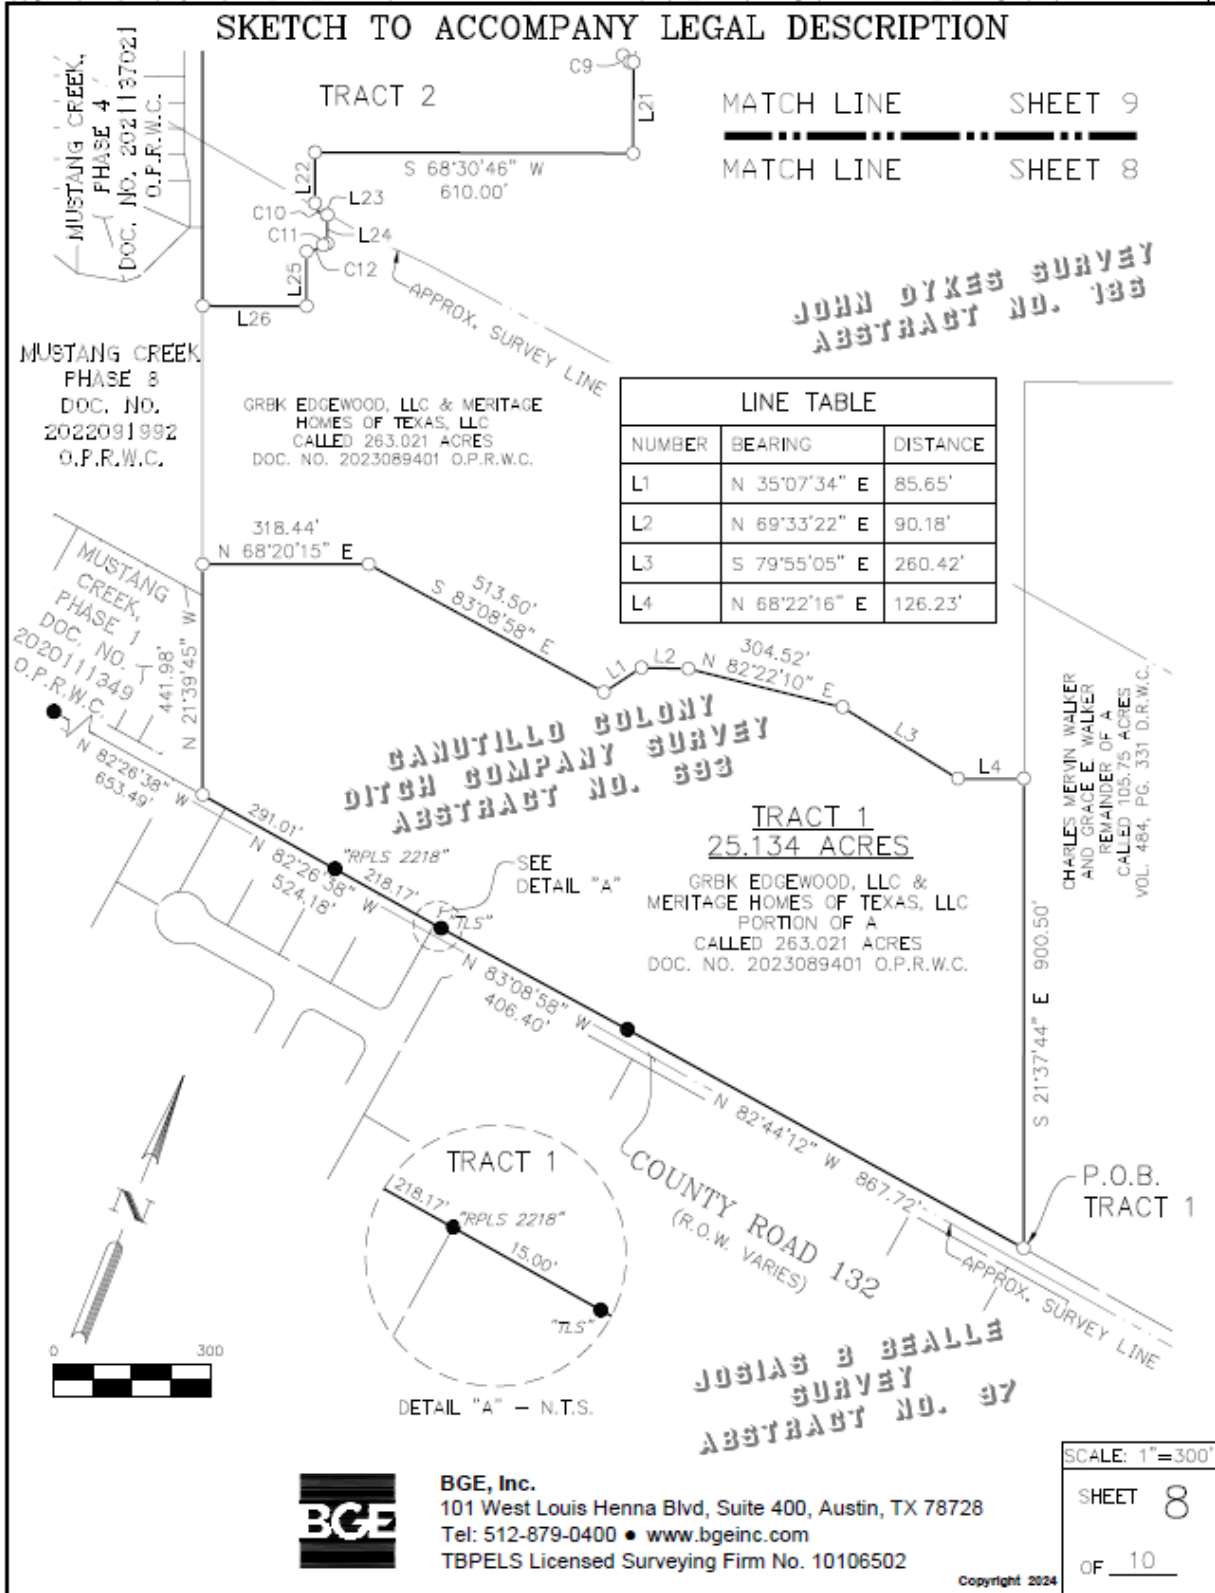 SKETCH TO ACCOMPANY LEGAL DESCRIPTION
MUSTANG CREEK,
PHASE 4
DOC. NO. 2021137021
O.P.R.W.C.
TRACT 2
C9
L21
MATCH LINE SHEET 9
MATCH LINE SHEET 8
S 68°30'46" W
610.00'
L22
C10
L23
C11
L24
C12
L25
L26
APPROX. SURVEY LINE
JOHN DYKES SURVEY
ABSTRACT NO. 186
MUSTANG CREEK
PHASE 8
DOC. NO.
2022091992
O.P.R.W.C.
GRBK EDGEWOOD, LLC & MERITAGE
HOMES OF TEXAS, LLC
CALLED 263.021 ACRES
DOC. NO. 2023089401 O.P.R.W.C.
LINE TABLE
NUMBER BEARING DISTANCE
L1 N 35°07'34" E 85.65'
L2 N 69°33'22" E 90.18'
L3 S 79°55'05" E 260.42'
L4 N 68°22'16" E 126.23'
318.44'
N 68°20'15" E
513.50'
S 83°08'58" E
L1
L2
304.52'
N 82°22'10" E
L3
L4
MUSTANG
CREEK,
PHASE 1
DOC. NO.
2020111349
O.P.R.W.C.
441.98'
N 21°39'45" W
N 82°26'38" W
653.49'
CANUTILLO COLONY
DITCH COMPANY SURVEY
ABSTRACT NO. 693
CHARLES MERVIN WALKER
AND GRACE E. WALKER
REMAINDER OF A
CALLED 105.75 ACRES
VOL. 484, PG. 331 D.R.W.C.
TRACT 1
25.134 ACRES
GRBK EDGEWOOD, LLC &
MERITAGE HOMES OF TEXAS, LLC
PORTION OF A
CALLED 263.021 ACRES
DOC. NO. 2023089401 O.P.R.W.C.
291.01'
"RPLS 2218"
N 82°26'38" W
524.18'
218.17'
SEE
DETAIL "A"
"TLS"
N 83°08'58" W
406.40'
S 21°37'44" E 900.50'
N 82°44'12" W 867.72'
P.O.B.
TRACT 1
COUNTY ROAD 132
(R.O.W. VARIES)
APPROX. SURVEY LINE
TRACT 1
218.17'
"RPLS 2218"
15.00'
"TLS"
DETAIL "A" – N.T.S.
N
0 300
JOSIAS B BEALLE
SURVEY
ABSTRACT NO. 97
BGE
BGE, Inc.
101 West Louis Henna Blvd, Suite 400, Austin, TX 78728
Tel: 512-879-0400 ● www.bgeinc.com
TBPELS Licensed Surveying Firm No. 10106502
Copyright 2024
SCALE: 1"=300'
SHEET 8
OF 10